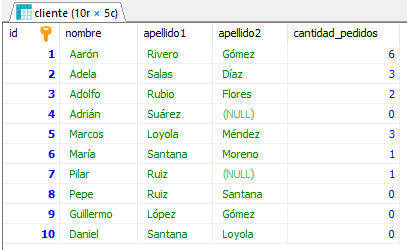 cliente (10r × 5c)
id nombre apellido1 apellido2 cantidad_pedidos
1 Aarón Rivero Gómez 6
2 Adela Salas Díaz 3
3 Adolfo Rubio Flores 2
4 Adrián Suárez (NULL) 0
5 Marcos Loyola Méndez 3
6 María Santana Moreno 1
7 Pilar Ruiz (NULL) 1
8 Pepe Ruiz Santana 0
9 Guillermo López Gómez 0
10 Daniel Santana Loyola 0